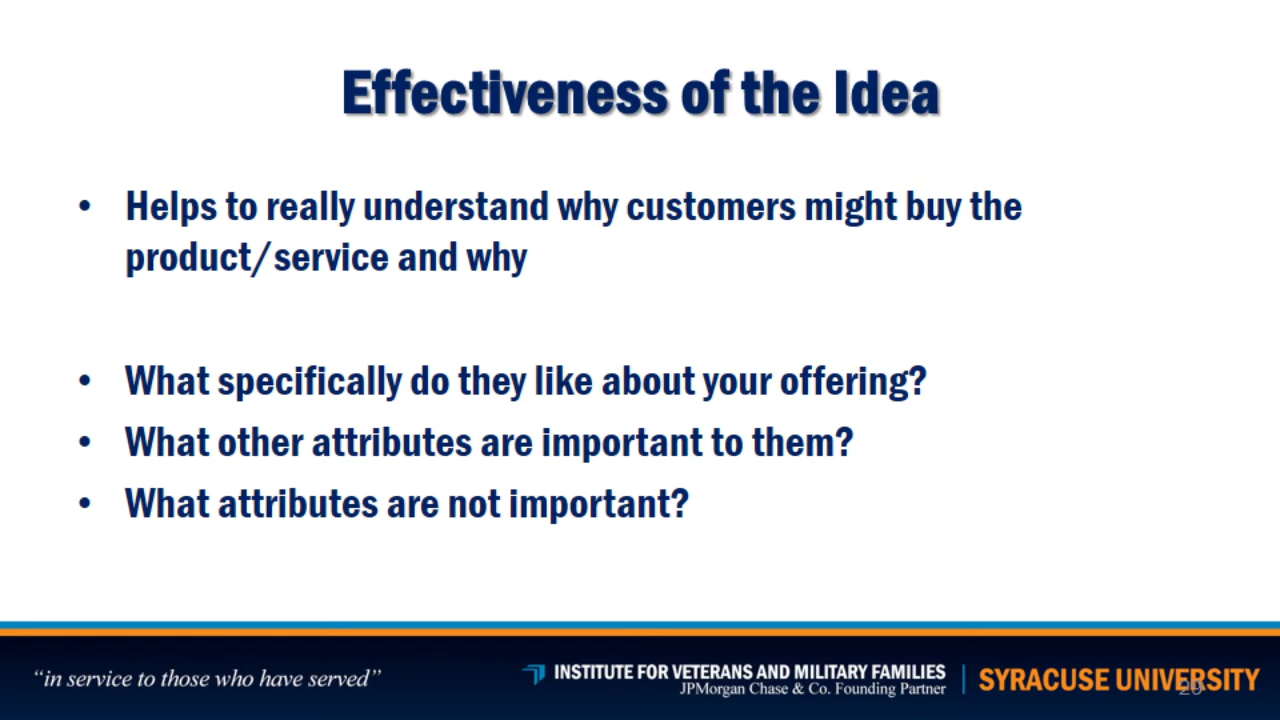 Effectiveness of the Idea
• Helps to really understand why customers might buy the
product/service and why
• What specifically do they like about your offering?
• What other attributes are important to them?
• What attributes are not important?
“in service to those who have served”
INSTITUTE FOR VETERANS AND MILITARY FAMILIES
JPMorgan Chase & Co. Founding Partner
SYRACUSE UNIVERSITY